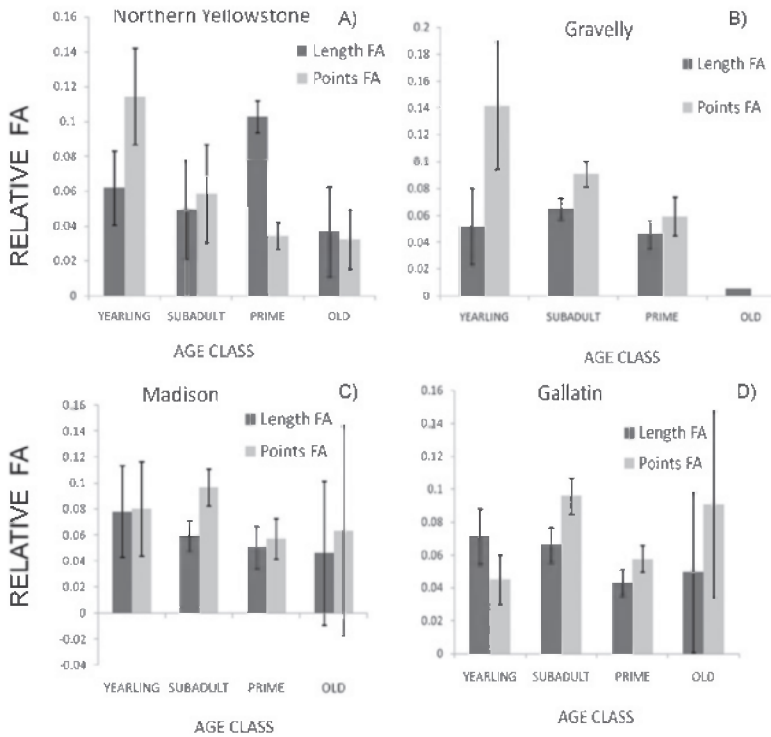 Northern Yellowstone A)
Length FA
Points FA
0.16
0.14
0.12
0.1
0.08
0.06
0.04
0.02
0
RELATIVE FA
YEARLING SUBADULT PRIME OLD
AGE CLASS
Gravelly B)
Length FA
Points FA
0.2
0.18
0.16
0.14
0.12
0.1
0.08
0.06
0.04
0.02
0
YEARLING SUBADULT PRIME OLD
AGE CLASS
Madison C)
Length FA
Points FA
0.16
0.14
0.12
0.1
0.08
0.06
0.04
0.02
0
-0.02
-0.04
RELATIVE FA
YEARLING SUBADULT PRIME OLD
AGE CLASS
Gallatin D)
Length FA
Points FA
0.16
0.14
0.12
0.1
0.08
0.06
0.04
0.02
0
YEARLING SUBADULT PRIME OLD
AGE CLASS